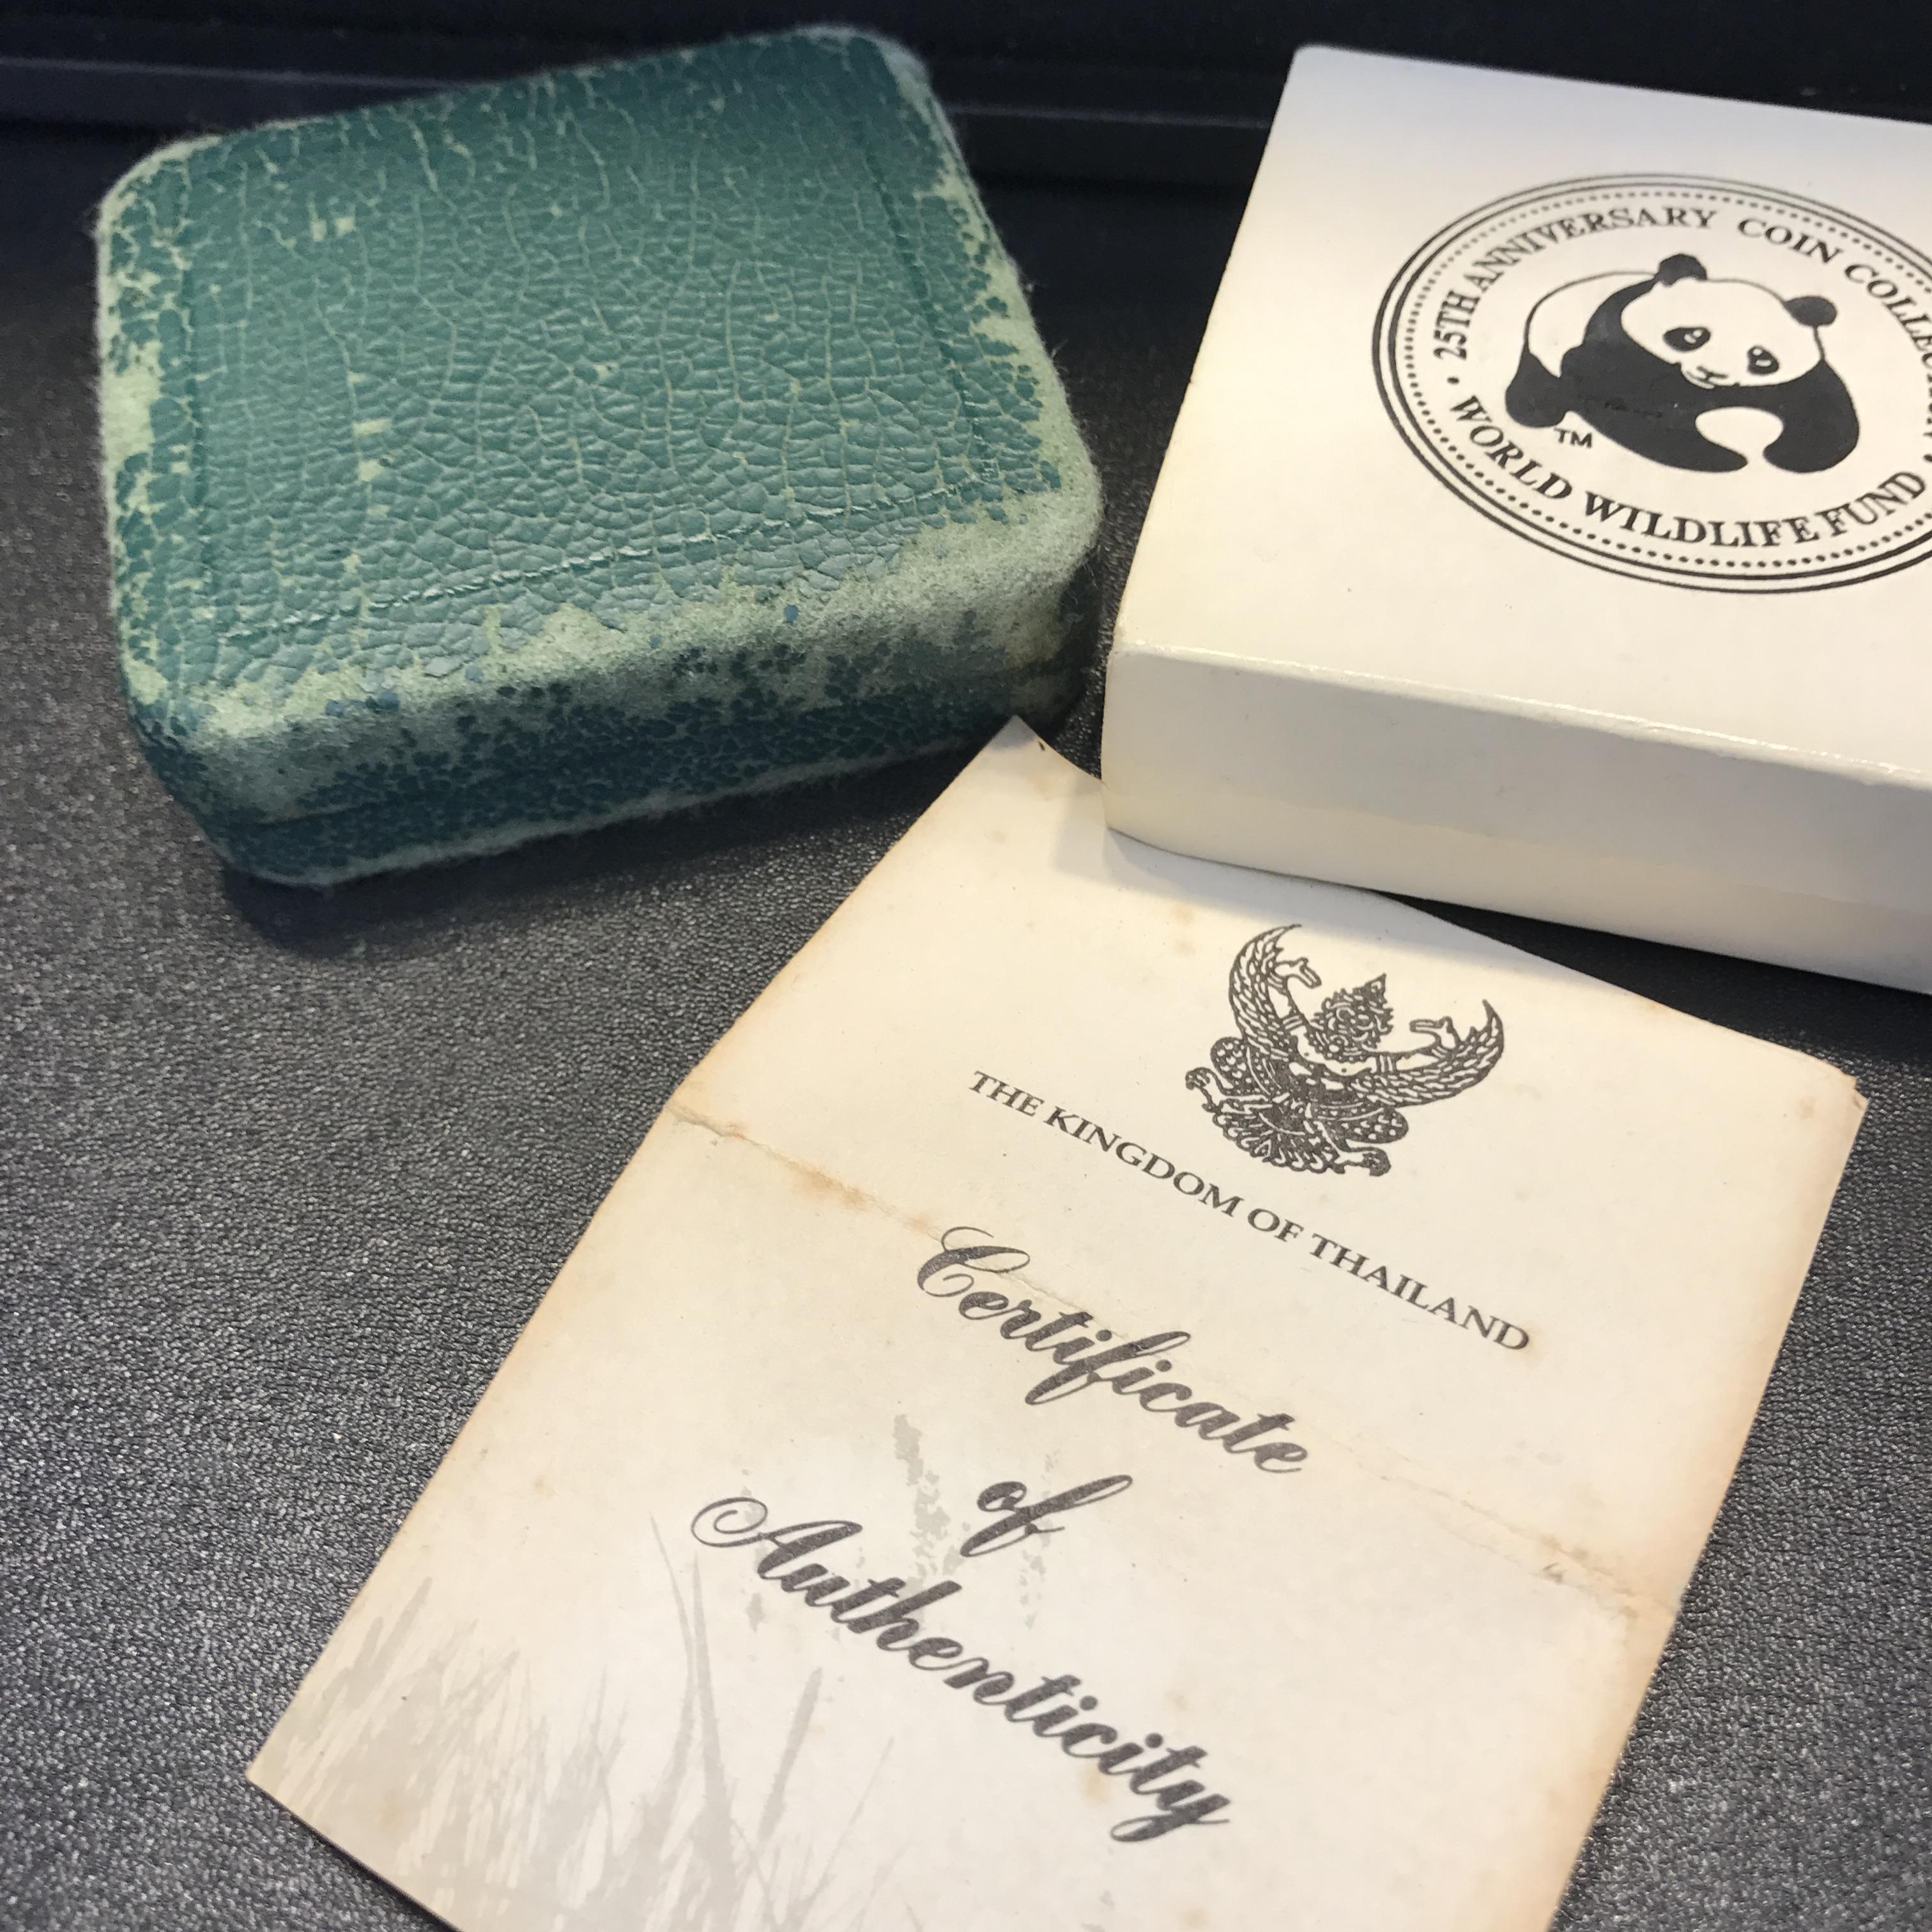 • 25TH ANNIVERSARY COIN COLLECTION •
WORLD WILDLIFE FUND
TM
THE KINGDOM OF THAILAND
Certificate
of
Authenticity